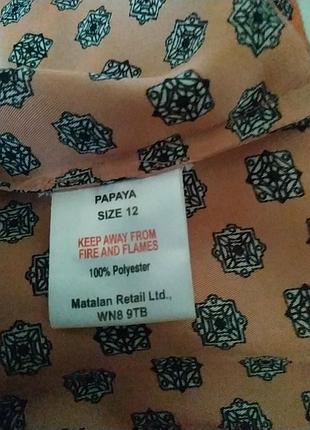 PAPAYA
SIZE 12
KEEP AWAY FROM
FIRE AND FLAMES
100% Polyester
Matalan Retail Ltd.,
WN8 9TB